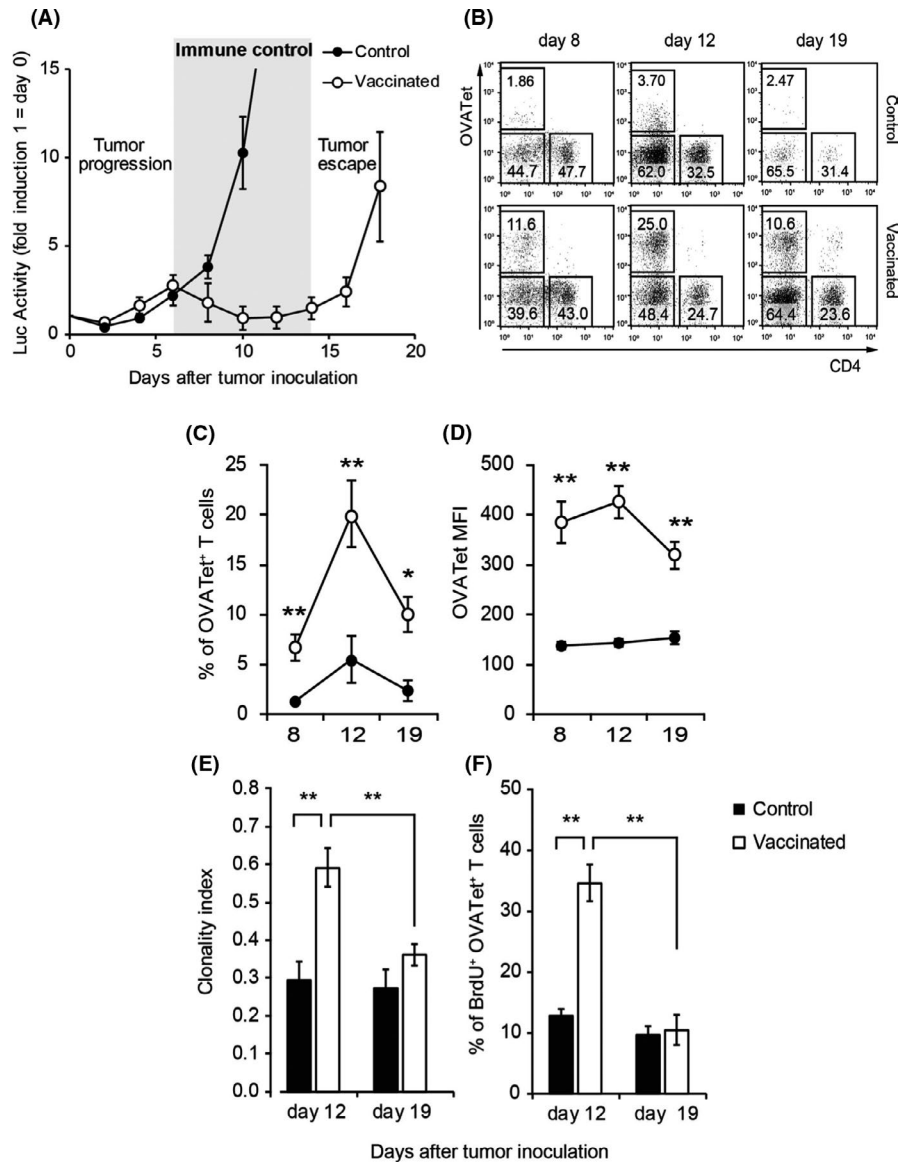 (A)
Immune control
Control
Vaccinated
Tumor
progression
Tumor
escape
Luc Activity (fold induction 1 = day 0)
15
10
5
0
0 5 10 15 20
Days after tumor inoculation
(B)
day 8 day 12 day 19
OVATet
1.86 3.70 2.47
44.7 47.7 62.0 32.5 65.5 31.4
Control
11.6 25.0 10.6
39.6 43.0 48.4 24.7 64.4 23.6
Vaccinated
CD4
(C)
% of OVATet⁺ T cells
25
20
15
10
5
0
** ** *
8 12 19
(D)
OVATet MFI
500
400
300
200
100
0
** ** **
8 12 19
(E)
Clonality index
0.8
0.7
0.6
0.5
0.4
0.3
0.2
0.1
0.0
** **
day 12 day 19
(F)
% of BrdU⁺ OVATet⁺ T cells
50
40
30
20
10
0
** **
day 12 day 19
Control
Vaccinated
Days after tumor inoculation